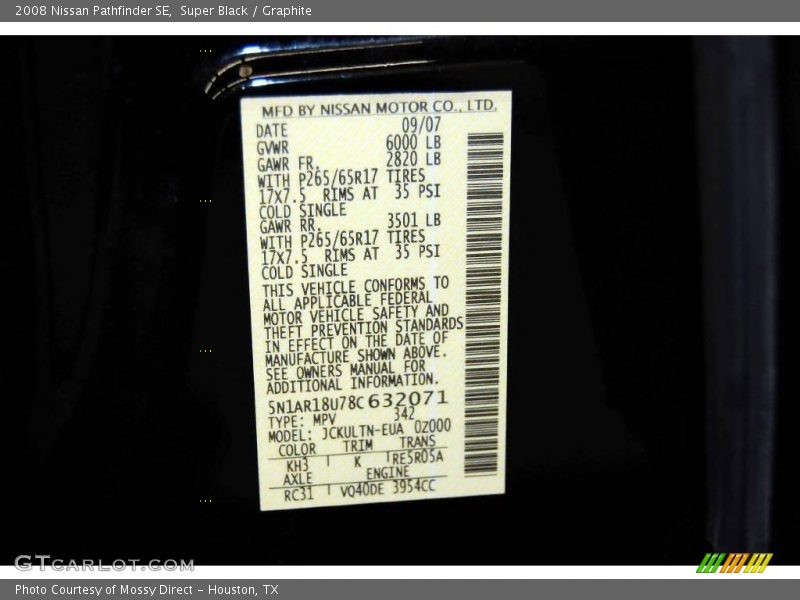 2008 Nissan Pathfinder SE, Super Black / Graphite
MFD BY NISSAN MOTOR CO., LTD.
DATE 09/07
GVWR 6000 LB
GAWR FR. 2820 LB
WITH P265/65R17 TIRES
17X7.5 RIMS AT 35 PSI
COLD SINGLE
GAWR RR. 3501 LB
WITH P265/65R17 TIRES
17X7.5 RIMS AT 35 PSI
COLD SINGLE
THIS VEHICLE CONFORMS TO
ALL APPLICABLE FEDERAL
MOTOR VEHICLE SAFETY AND
THEFT PREVENTION STANDARDS
IN EFFECT ON THE DATE OF
MANUFACTURE SHOWN ABOVE.
SEE OWNERS MANUAL FOR
ADDITIONAL INFORMATION.
5N1AR18U78C632071
TYPE: MPV 342
MODEL: JCKULTN-EUA 0Z000
COLOR TRIM TRANS
KH3 K RE5R05A
AXLE ENGINE
RC31 VQ40DE 3954CC
GTCARLOT.COM
Photo Courtesy of Mossy Direct - Houston, TX